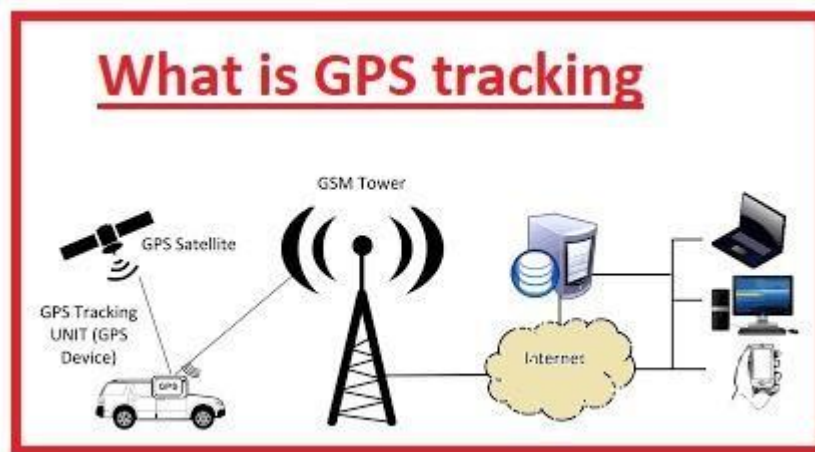 What is GPS tracking
GSM Tower
GPS Satellite
GPS Tracking
UNIT (GPS
Device)
GPS
Internet